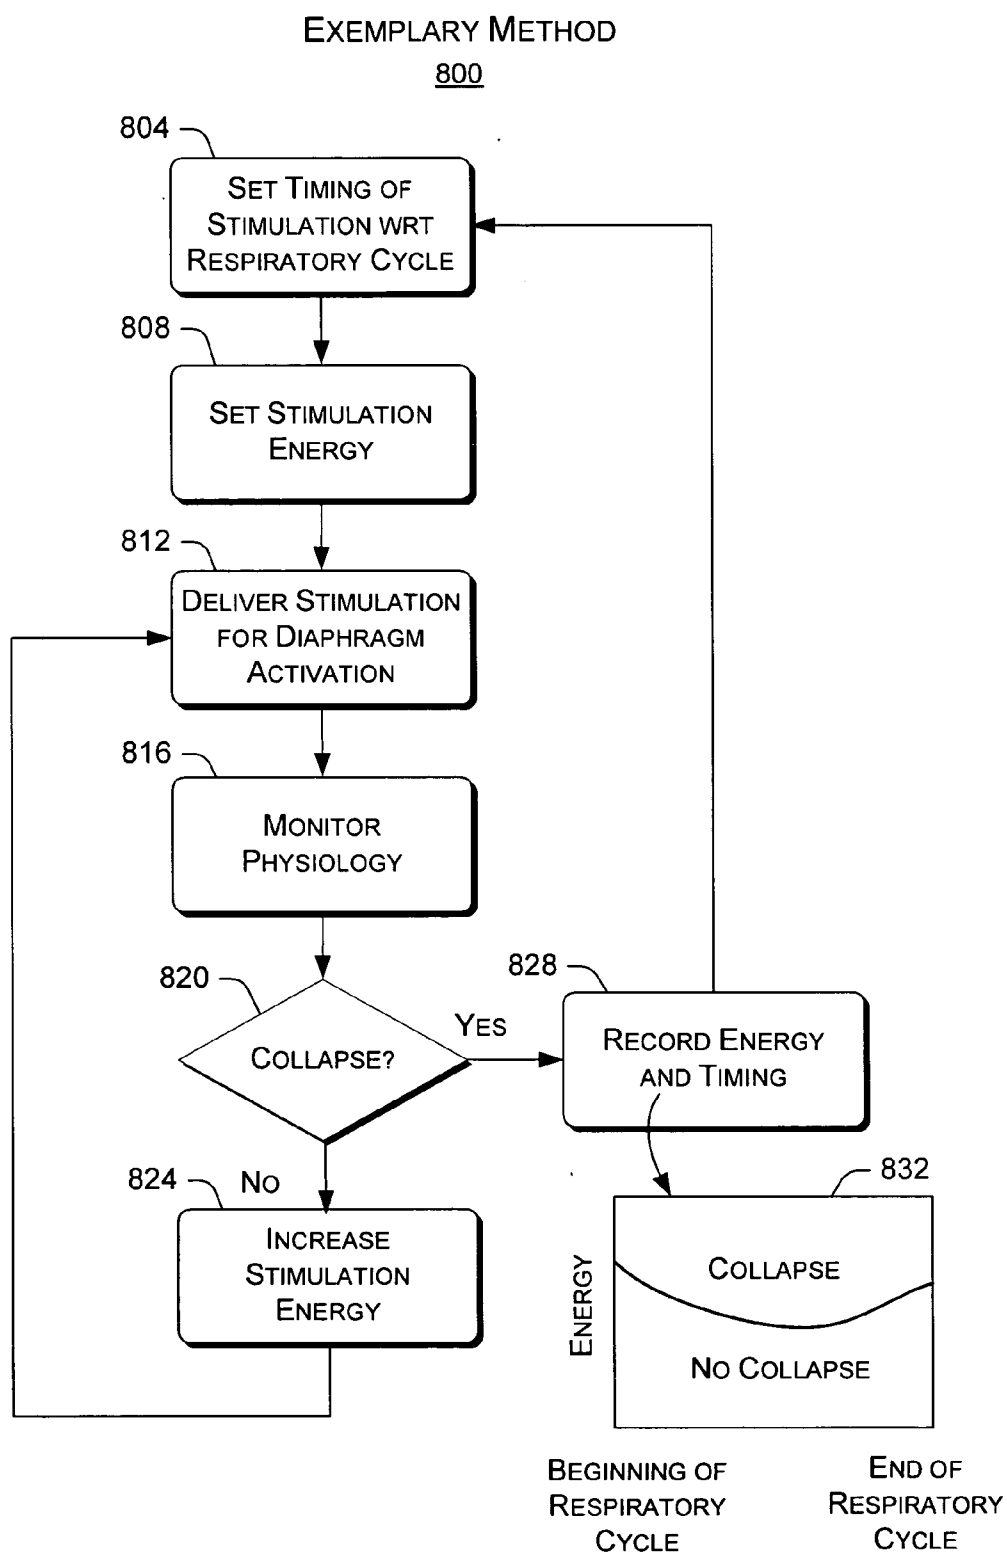 EXEMPLARY METHOD
800
804
SET TIMING OF
STIMULATION WRT
RESPIRATORY CYCLE
808
SET STIMULATION
ENERGY
812
DELIVER STIMULATION
FOR DIAPHRAGM
ACTIVATION
816
MONITOR
PHYSIOLOGY
820
COLLAPSE?
YES
828
RECORD ENERGY
AND TIMING
NO
824
INCREASE
STIMULATION
ENERGY
832
ENERGY
COLLAPSE
NO COLLAPSE
BEGINNING OF
RESPIRATORY
CYCLE
END OF
RESPIRATORY
CYCLE